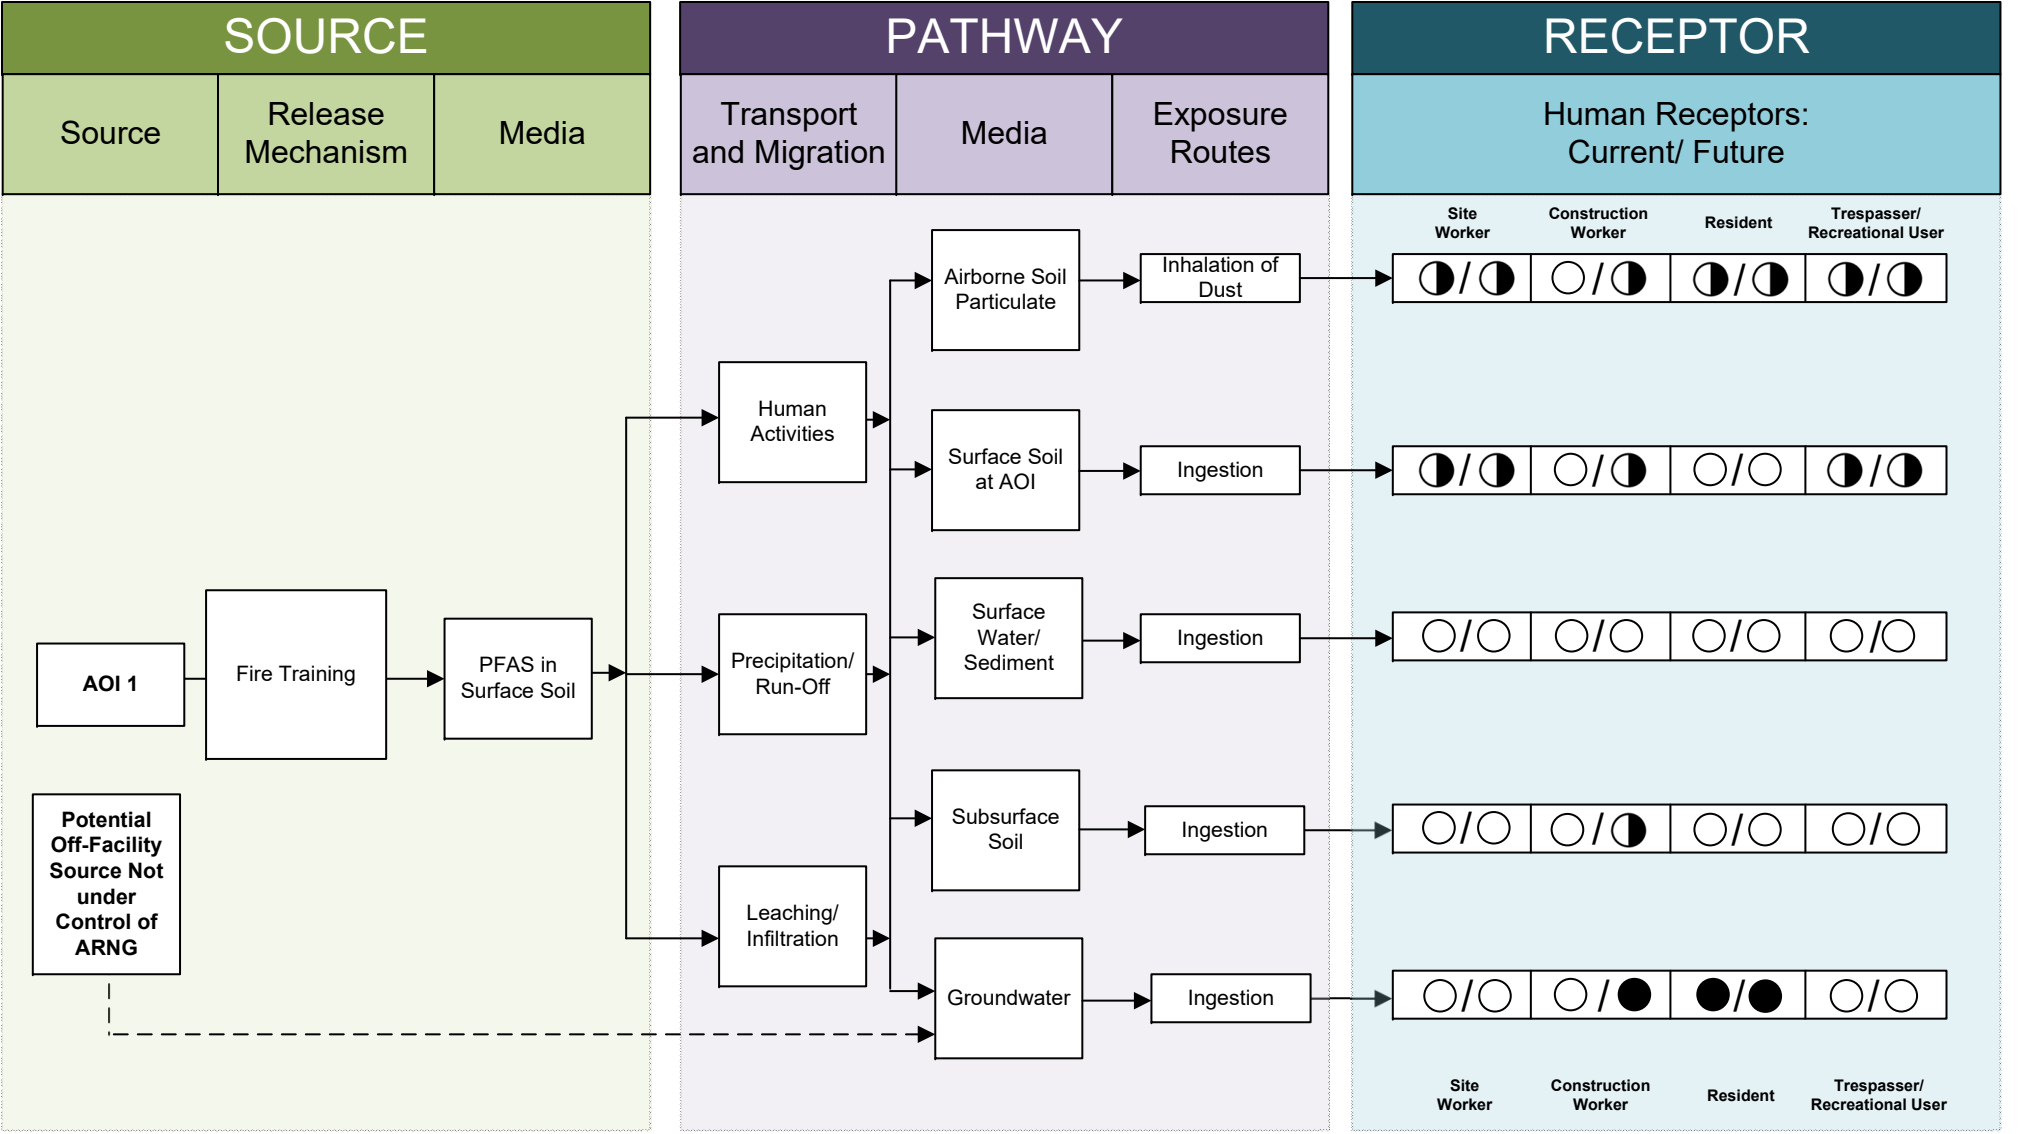 SOURCE
PATHWAY
RECEPTOR
Source
Release
Mechanism
Media
Transport
and Migration
Media
Exposure
Routes
Human Receptors:
Current/ Future
Site
Worker
Construction
Worker
Resident
Trespasser/
Recreational User
Airborne Soil
Particulate
Inhalation of
Dust
/
/
/
/
Human
Activities
Surface Soil
at AOI
Ingestion
/
/
/
/
AOI 1
Fire Training
PFAS in
Surface Soil
Precipitation/
Run-Off
Surface
Water/
Sediment
Ingestion
/
/
/
/
Potential
Off-Facility
Source Not
under
Control of
ARNG
Subsurface
Soil
Ingestion
/
/
/
/
Leaching/
Infiltration
Groundwater
Ingestion
/
/
/
/
Site
Worker
Construction
Worker
Resident
Trespasser/
Recreational User